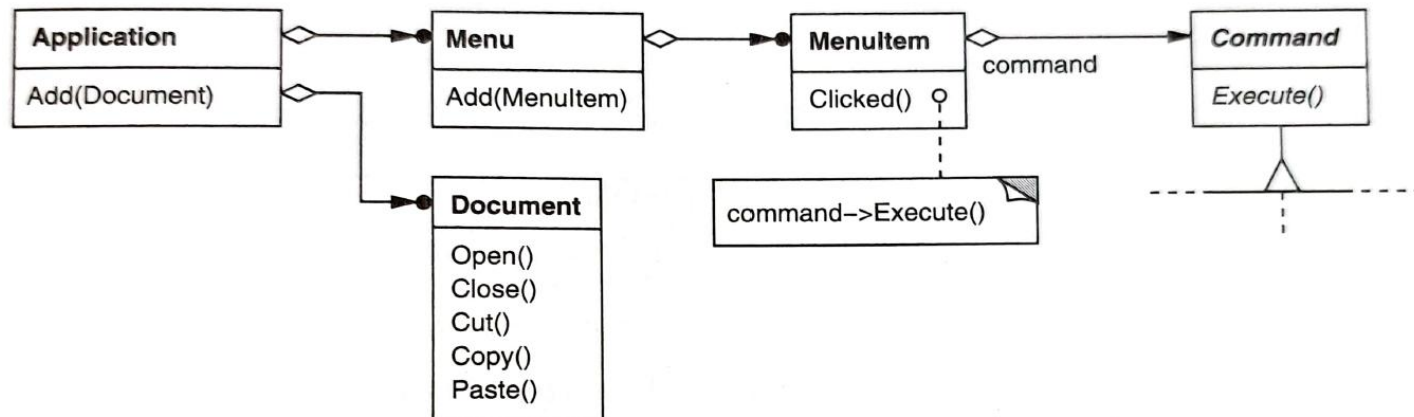 Application
Add(Document)
Menu
Add(MenuItem)
MenuItem
Clicked()
command
Command
Execute()
command->Execute()
Document
Open()
Close()
Cut()
Copy()
Paste()